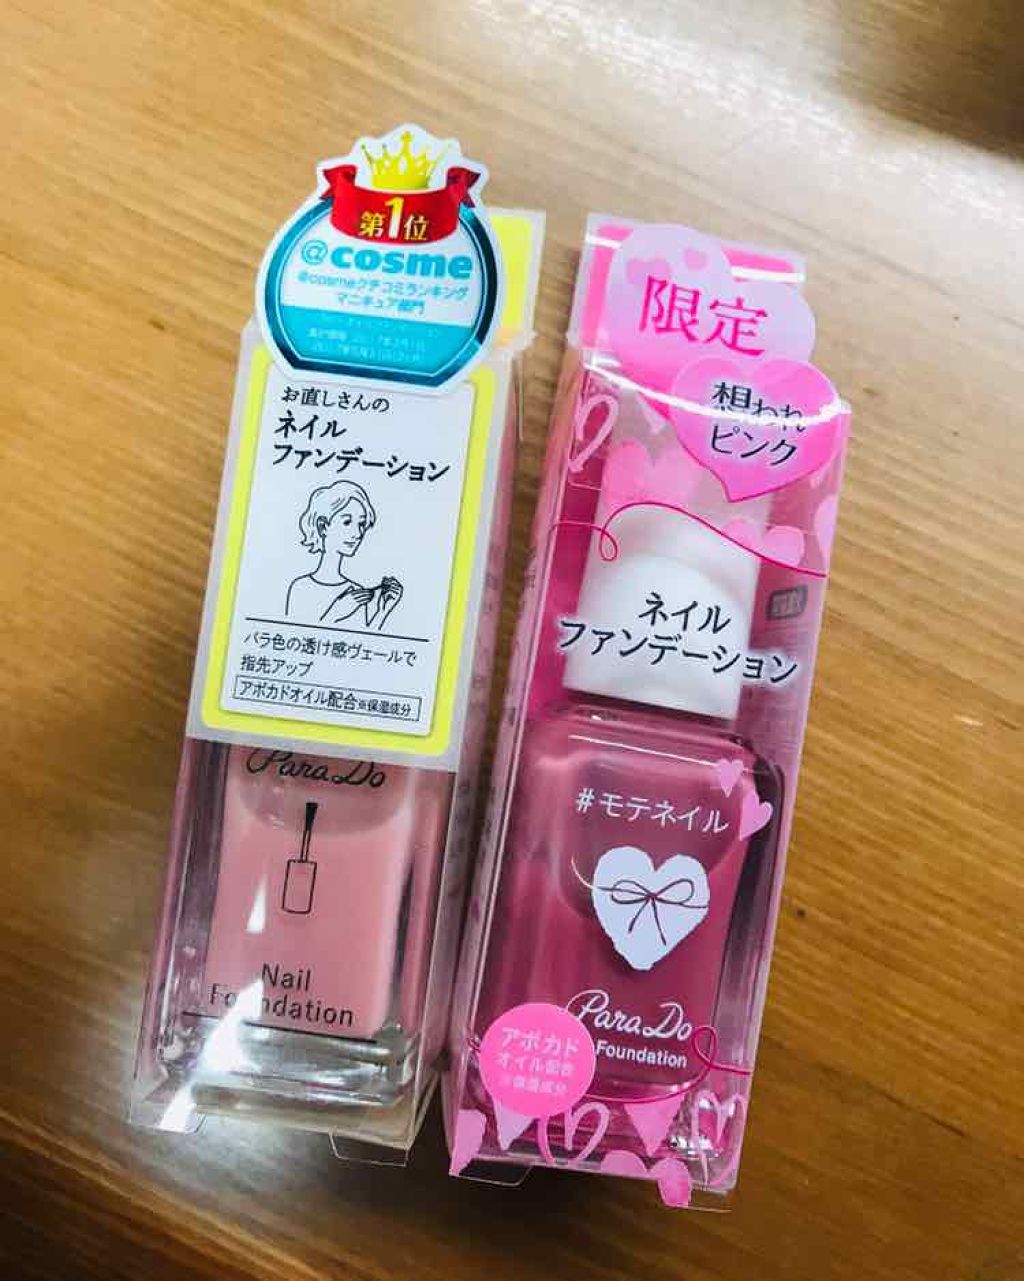 第1位
@cosme
@cosmeクチコミランキング
マニキュア部門
お直しさんの
ネイル
ファンデーション
バラ色の透け感ヴェールで
指先アップ
アボカドオイル配合※保湿成分
ParaDo
Nail
Foundation
限定
想われ
ピンク
ネイル
ファンデーション
#モテネイル
ParaDo
Foundation
アボカド
オイル配合
※保湿成分